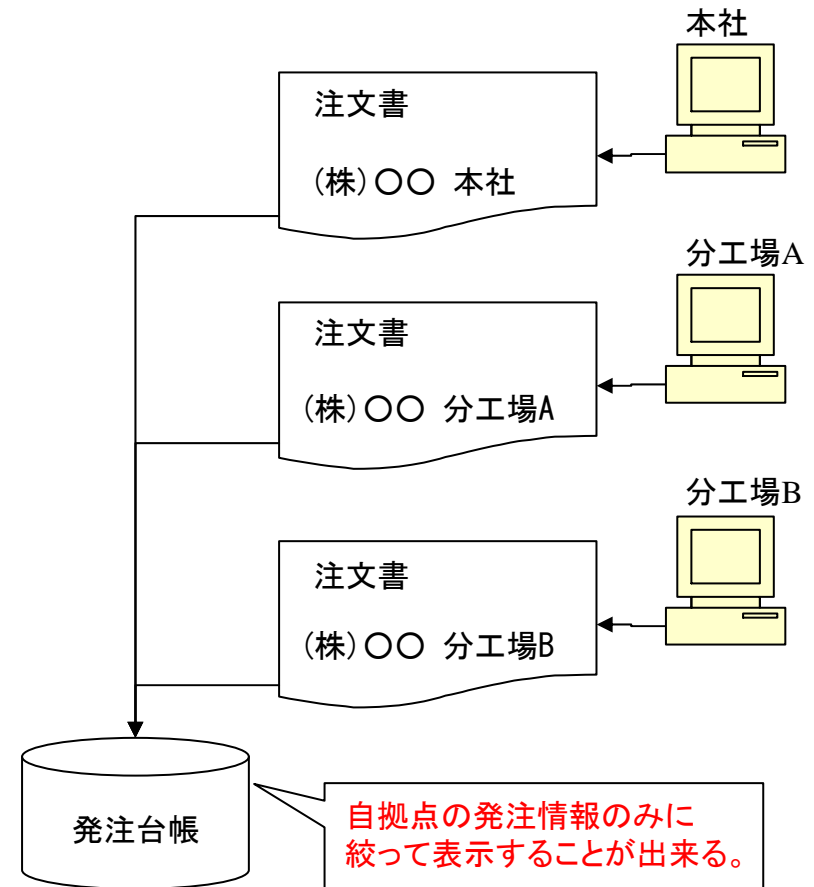 本社
注文書
(株)〇〇 本社
分工場A
注文書
(株)〇〇 分工場A
分工場B
注文書
(株)〇〇 分工場B
発注台帳
自拠点の発注情報のみに
絞って表示することが出来る。